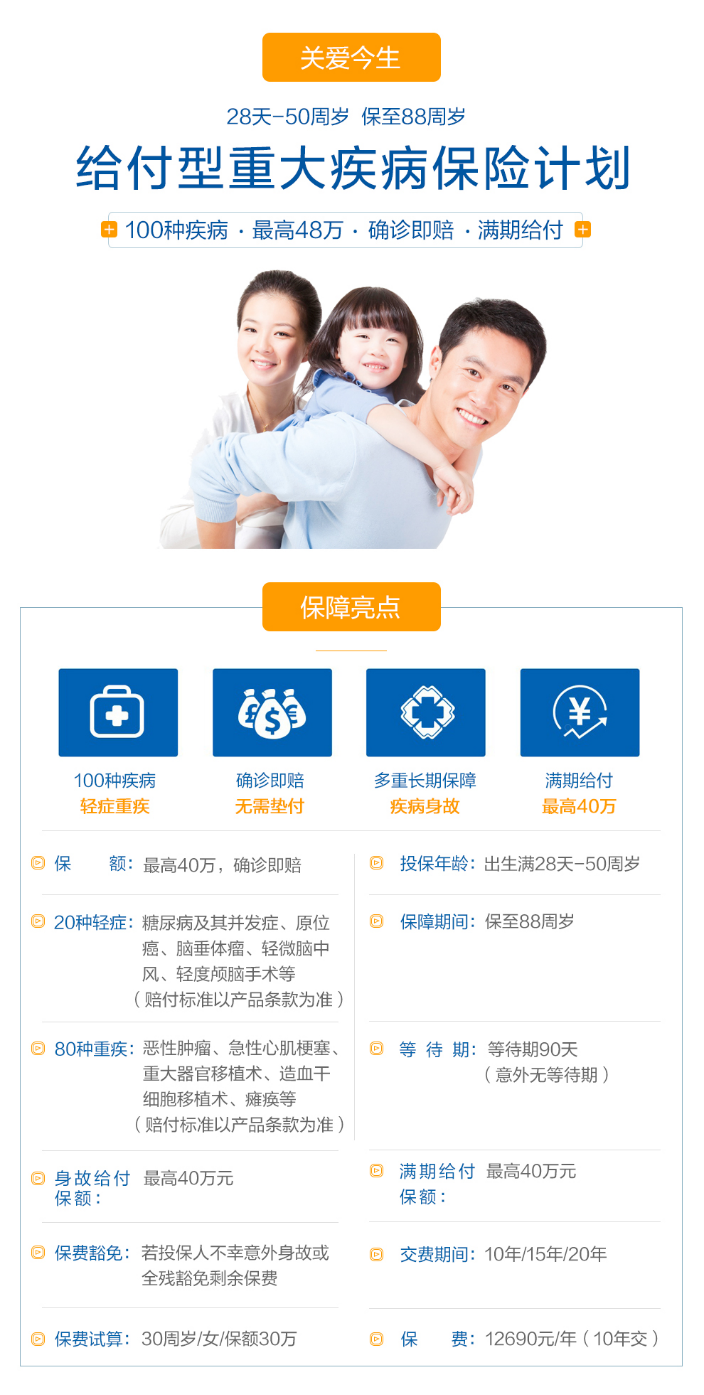 关爱今生
28天-50周岁 保至88周岁
给付型重大疾病保险计划
100种疾病 · 最高48万 · 确诊即赔 · 满期给付
保障亮点
100种疾病
轻症重疾
确诊即赔
无需垫付
多重长期保障
疾病身故
满期给付
最高40万
保 额：最高40万，确诊即赔
投保年龄：出生满28天-50周岁
20种轻症：糖尿病及其并发症、原位
癌、脑垂体瘤、轻微脑中
风、轻度颅脑手术等
（赔付标准以产品条款为准）
保障期间：保至88周岁
80种重疾：恶性肿瘤、急性心肌梗塞、
重大器官移植术、造血干
细胞移植术、瘫痪等
（赔付标准以产品条款为准）
等 待 期：等待期90天
（意外无等待期）
身故给付 最高40万元
保额：
满期给付 最高40万元
保额：
保费豁免：若投保人不幸意外身故或
全残豁免剩余保费
交费期间：10年/15年/20年
保费试算：30周岁/女/保额30万
保 费：12690元/年（10年交）